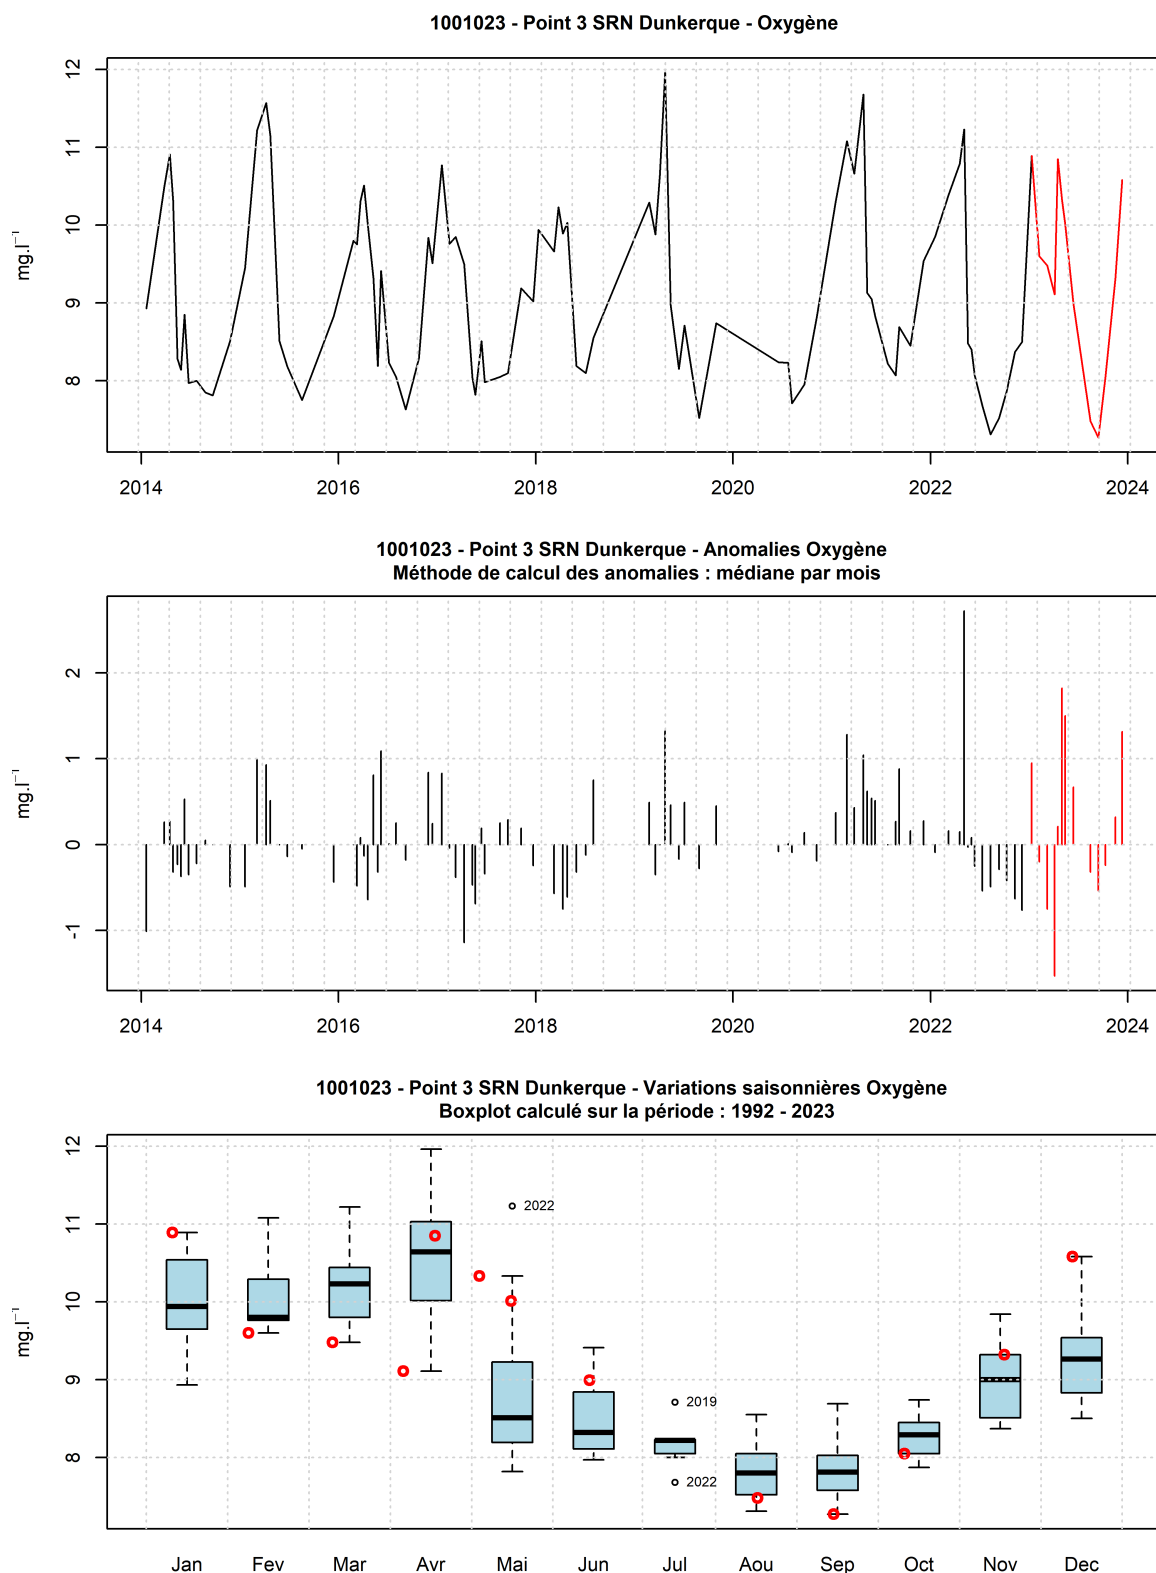 1001023 - Point 3 SRN Dunkerque - Oxygène
12
11
10
9
8
mg.l⁻¹
2014 2016 2018 2020 2022 2024
1001023 - Point 3 SRN Dunkerque - Anomalies Oxygène
Méthode de calcul des anomalies : médiane par mois
2
1
0
-1
mg.l⁻¹
2014 2016 2018 2020 2022 2024
1001023 - Point 3 SRN Dunkerque - Variations saisonnières Oxygène
Boxplot calculé sur la période : 1992 - 2023
12
11
10
9
8
mg.l⁻¹
2022
2019
2022
Jan Fev Mar Avr Mai Jun Jul Aou Sep Oct Nov Dec